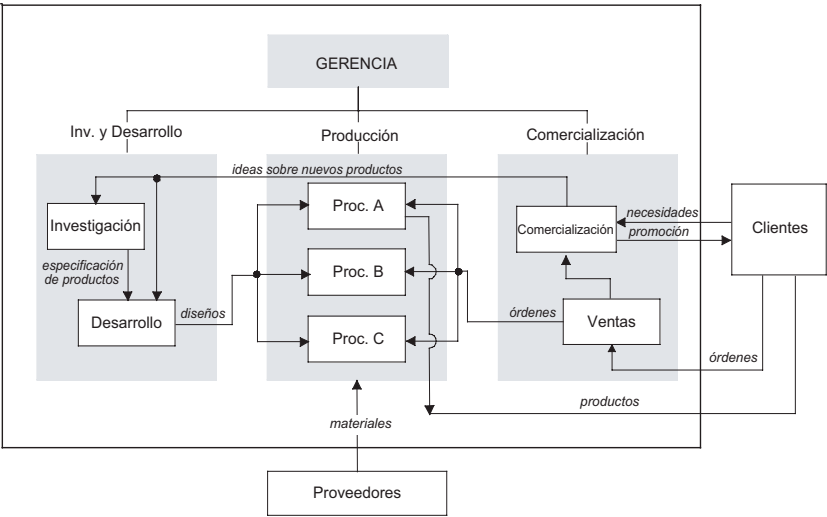 GERENCIA
Inv. y Desarrollo
Producción
Comercialización
ideas sobre nuevos productos
Investigación
Proc. A
Comercialización
necesidades
promoción
Clientes
especificación
de productos
Proc. B
Desarrollo
diseños
Proc. C
órdenes
Ventas
órdenes
productos
materiales
Proveedores